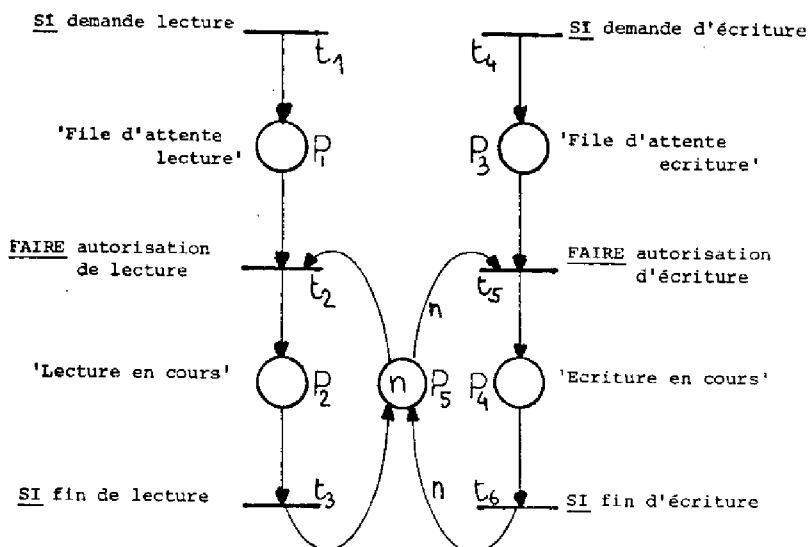 SI demande lecture
t1
SI demande d'écriture
t4
'File d'attente
lecture'
P1
P3
'File d'attente
ecriture'
FAIRE autorisation
de lecture
t2
n
t5
FAIRE autorisation
d'écriture
'Lecture en cours'
P2
n
P5
P4
'Ecriture en cours'
SI fin de lecture
t3
n
t6
SI fin d'écriture